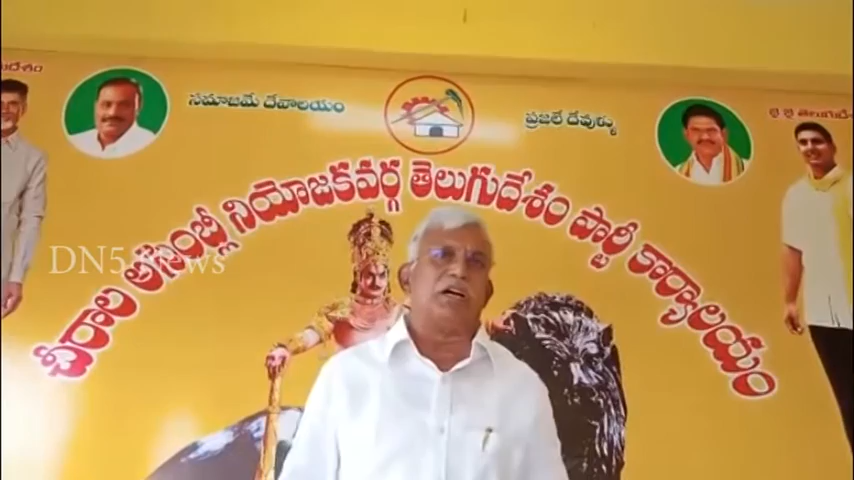 సమాజమే దేవాలయం
ప్రజలే దేవుళ్ళు
జై జై తెలుగుదేశం
చీరాల అసెంబ్లీ నియోజకవర్గ తెలుగుదేశం పార్టీ కార్యాలయం
DN5 News